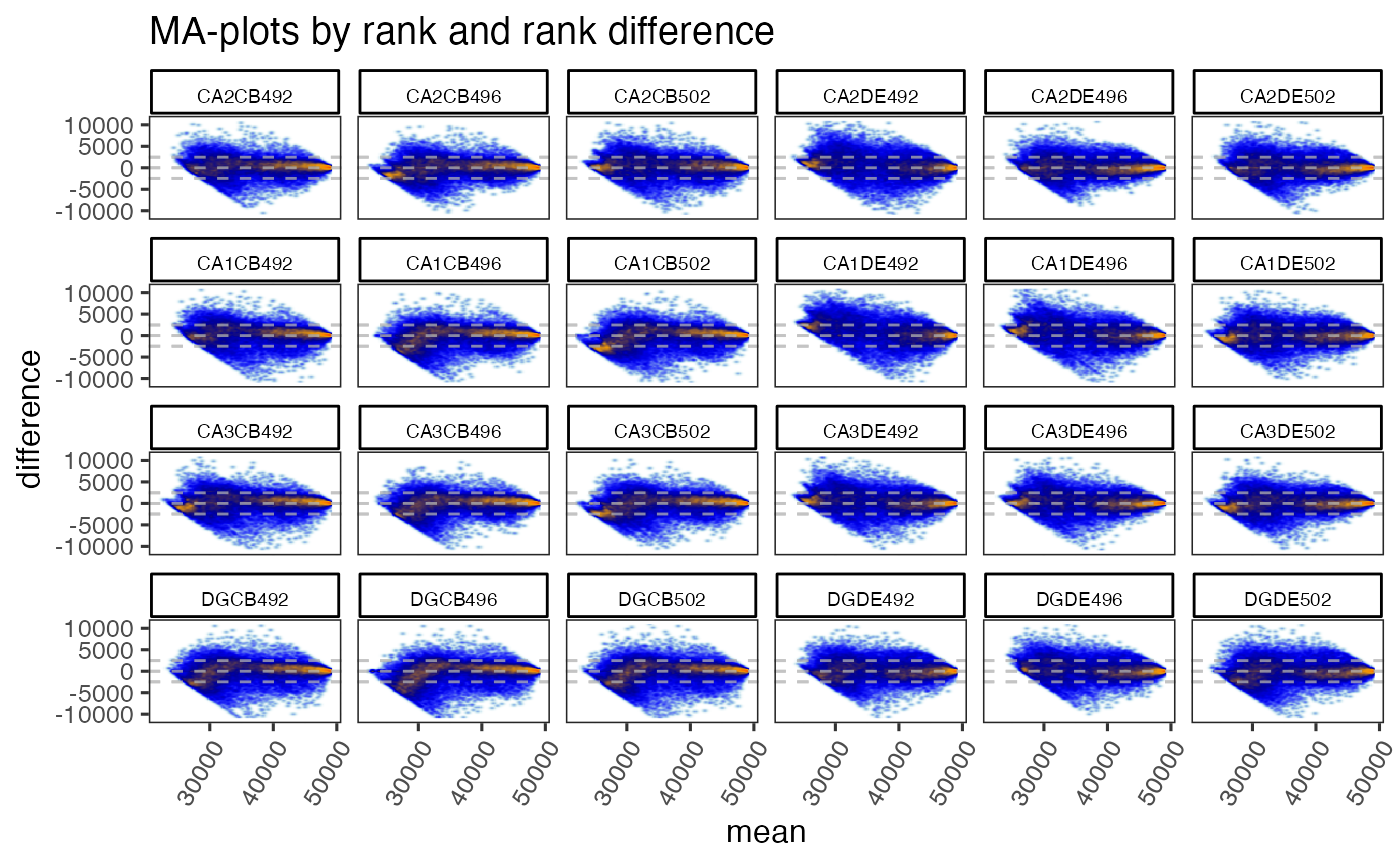 MA-plots by rank and rank difference
CA2CB492 CA2CB496 CA2CB502 CA2DE492 CA2DE496 CA2DE502
10000
5000
0
-5000
-10000
CA1CB492 CA1CB496 CA1CB502 CA1DE492 CA1DE496 CA1DE502
10000
5000
0
-5000
-10000
CA3CB492 CA3CB496 CA3CB502 CA3DE492 CA3DE496 CA3DE502
10000
5000
0
-5000
-10000
DGCB492 DGCB496 DGCB502 DGDE492 DGDE496 DGDE502
10000
5000
0
-5000
-10000
difference
30000 40000 50000 30000 40000 50000 30000 40000 50000 30000 40000 50000 30000 40000 50000 30000 40000 50000
mean